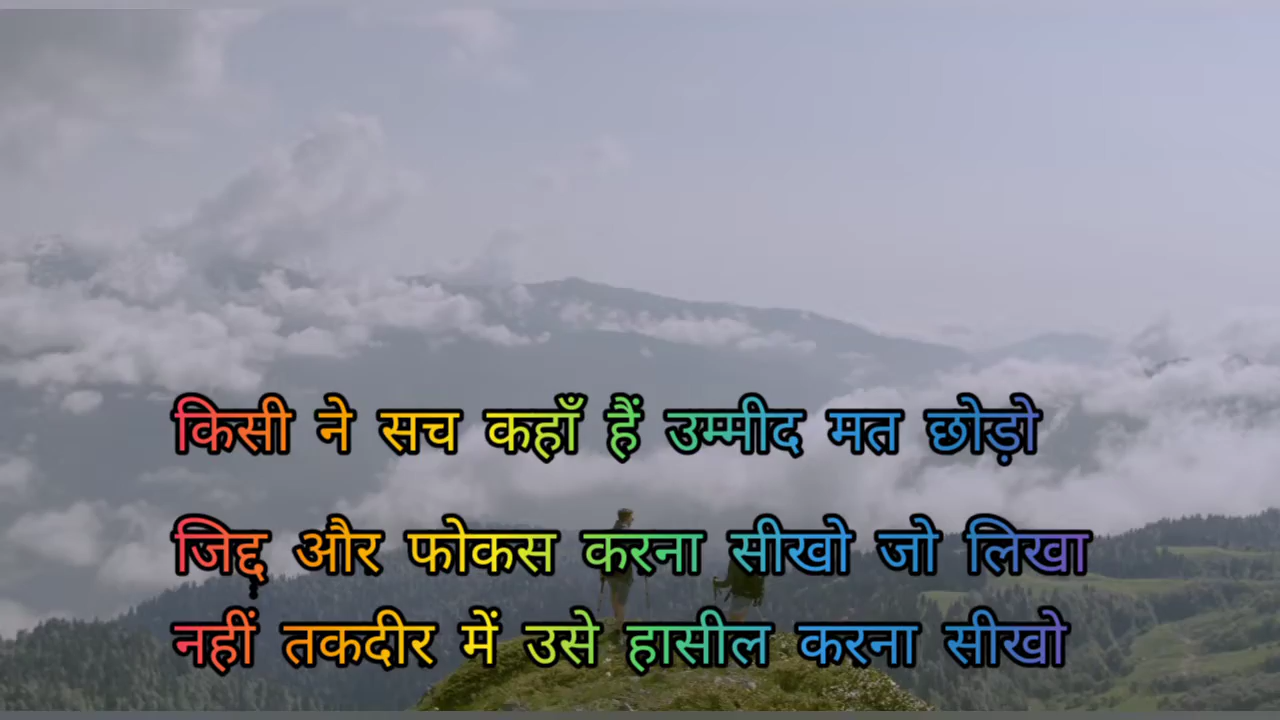 किसी ने सच कहाँ हैं उम्मीद मत छोड़ो
जिद्द और फोकस करना सीखो जो लिखा
नहीं तकदीर में उसे हासील करना सीखो